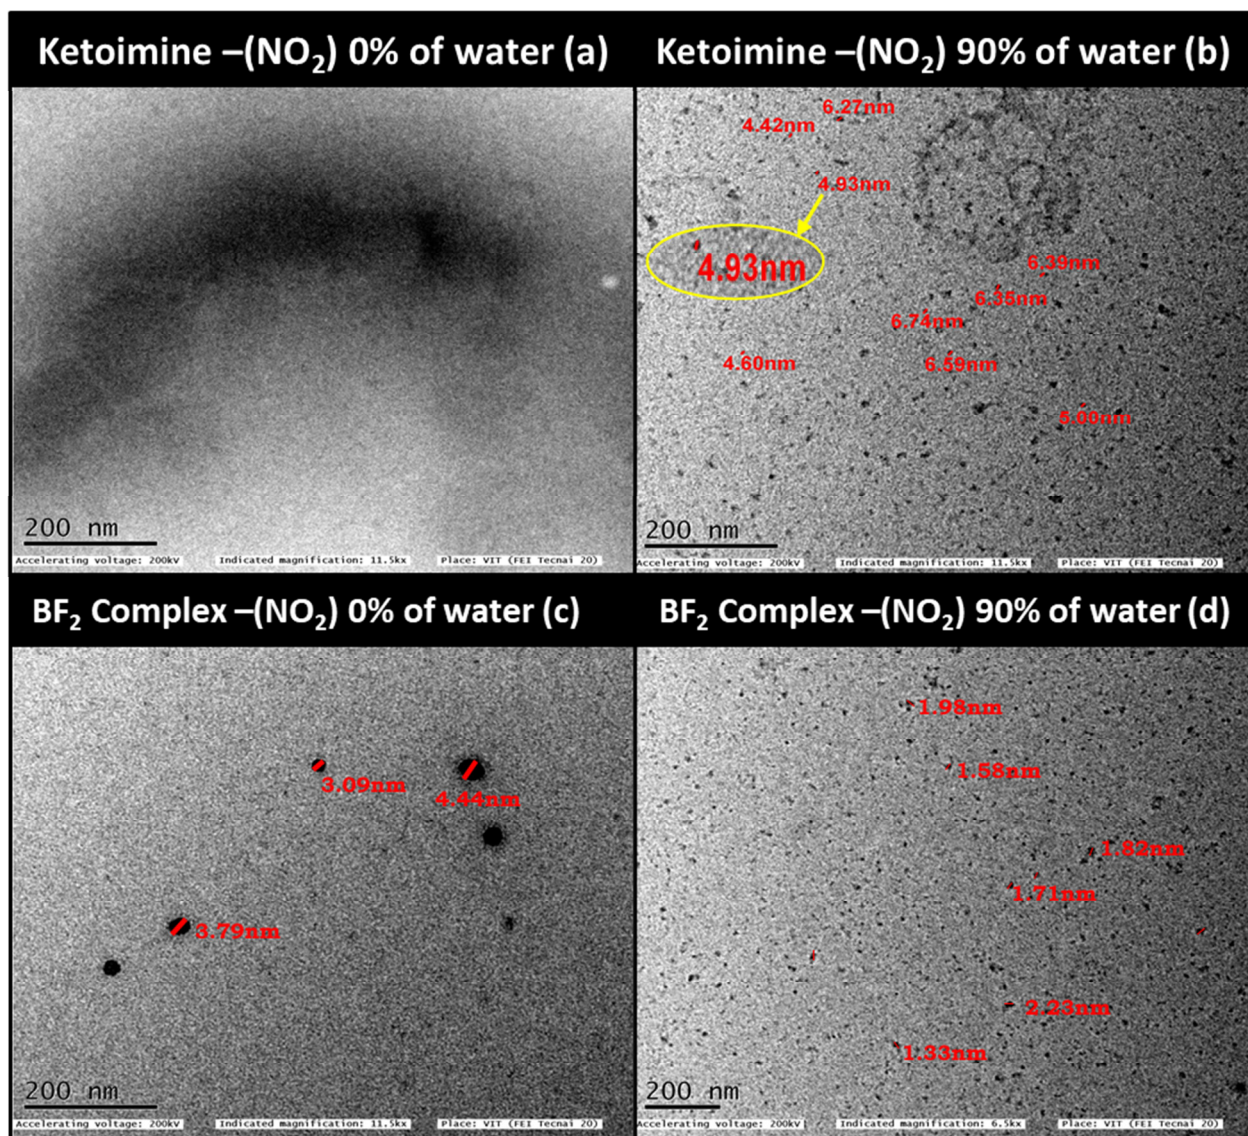 Ketoimine –(NO₂) 0% of water (a)
200 nm
Accelerating voltage: 200kV Indicated magnification: 11.5kx Place: VIT (FEI Tecnai 20)
Ketoimine –(NO₂) 90% of water (b)
6.27nm
4.42nm
4.93nm
4.93nm
6.39nm
6.35nm
6.74nm
4.60nm
6.59nm
5.00nm
200 nm
Accelerating voltage: 200kV Indicated magnification: 11.5kx Place: VIT (FEI Tecnai 20)
BF₂ Complex –(NO₂) 0% of water (c)
3.09nm
4.44nm
3.79nm
200 nm
Accelerating voltage: 200kV Indicated magnification: 11.5kx Place: VIT (FEI Tecnai 20)
BF₂ Complex –(NO₂) 90% of water (d)
1.98nm
1.58nm
1.82nm
1.71nm
2.23nm
1.33nm
200 nm
Accelerating voltage: 200kV Indicated magnification: 6.5kx Place: VIT (FEI Tecnai 20)